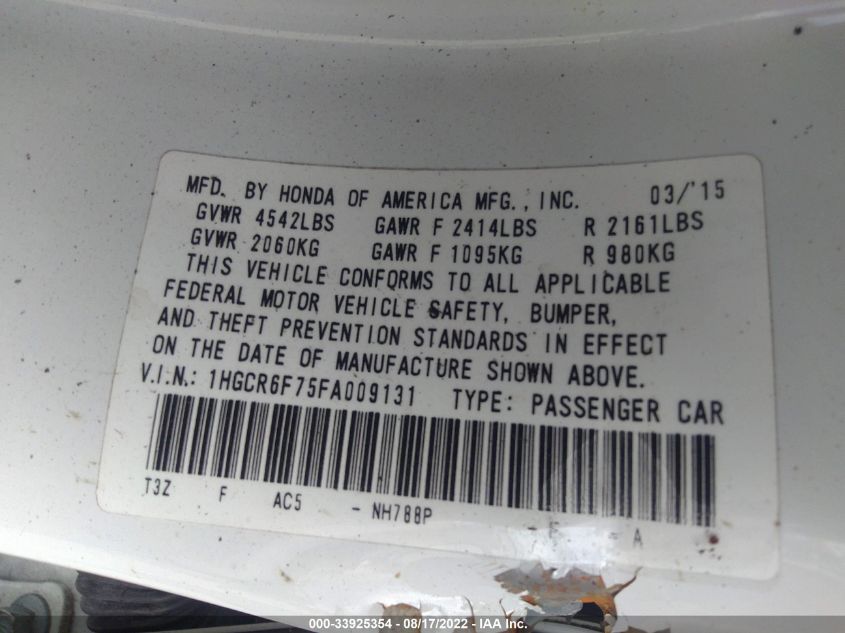 MFD. BY HONDA OF AMERICA MFG., INC. 03/'15
GVWR 4542LBS GAWR F 2414LBS R 2161LBS
GVWR 2060KG GAWR F 1095KG R 980KG
THIS VEHICLE CONFORMS TO ALL APPLICABLE
FEDERAL MOTOR VEHICLE SAFETY, BUMPER,
AND THEFT PREVENTION STANDARDS IN EFFECT
ON THE DATE OF MANUFACTURE SHOWN ABOVE.
V.I.N.: 1HGCR6F75FA009131 TYPE: PASSENGER CAR
T3Z F AC5 - NH788P - A
000-33925354 - 08/17/2022 - IAA Inc.